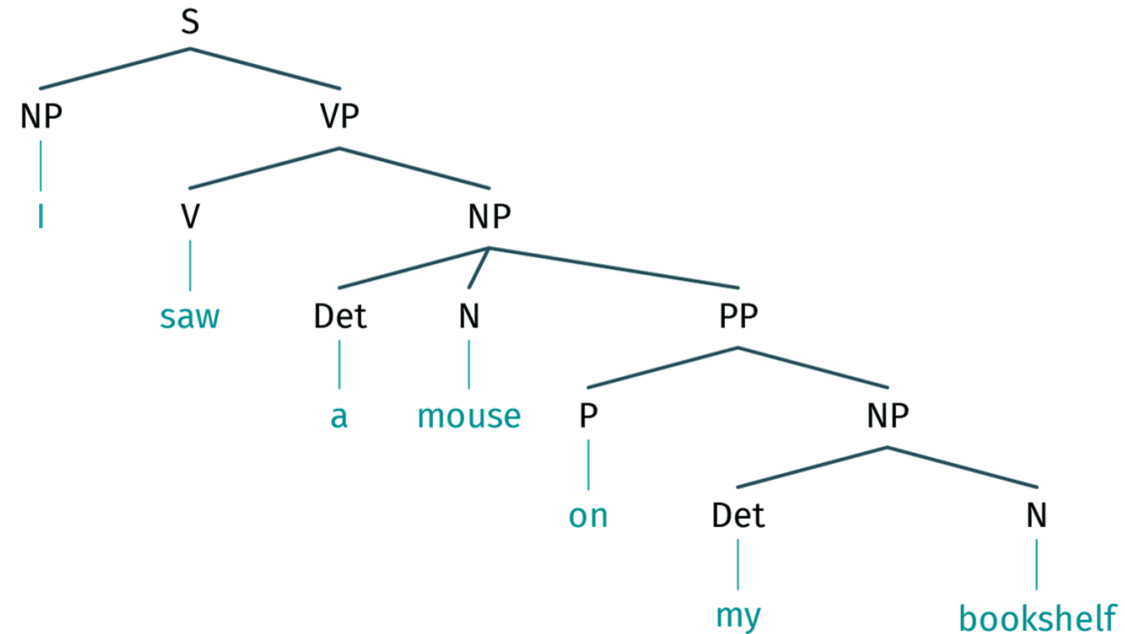 S
NP VP
I V NP
saw Det N PP
a mouse P NP
on Det N
my bookshelf